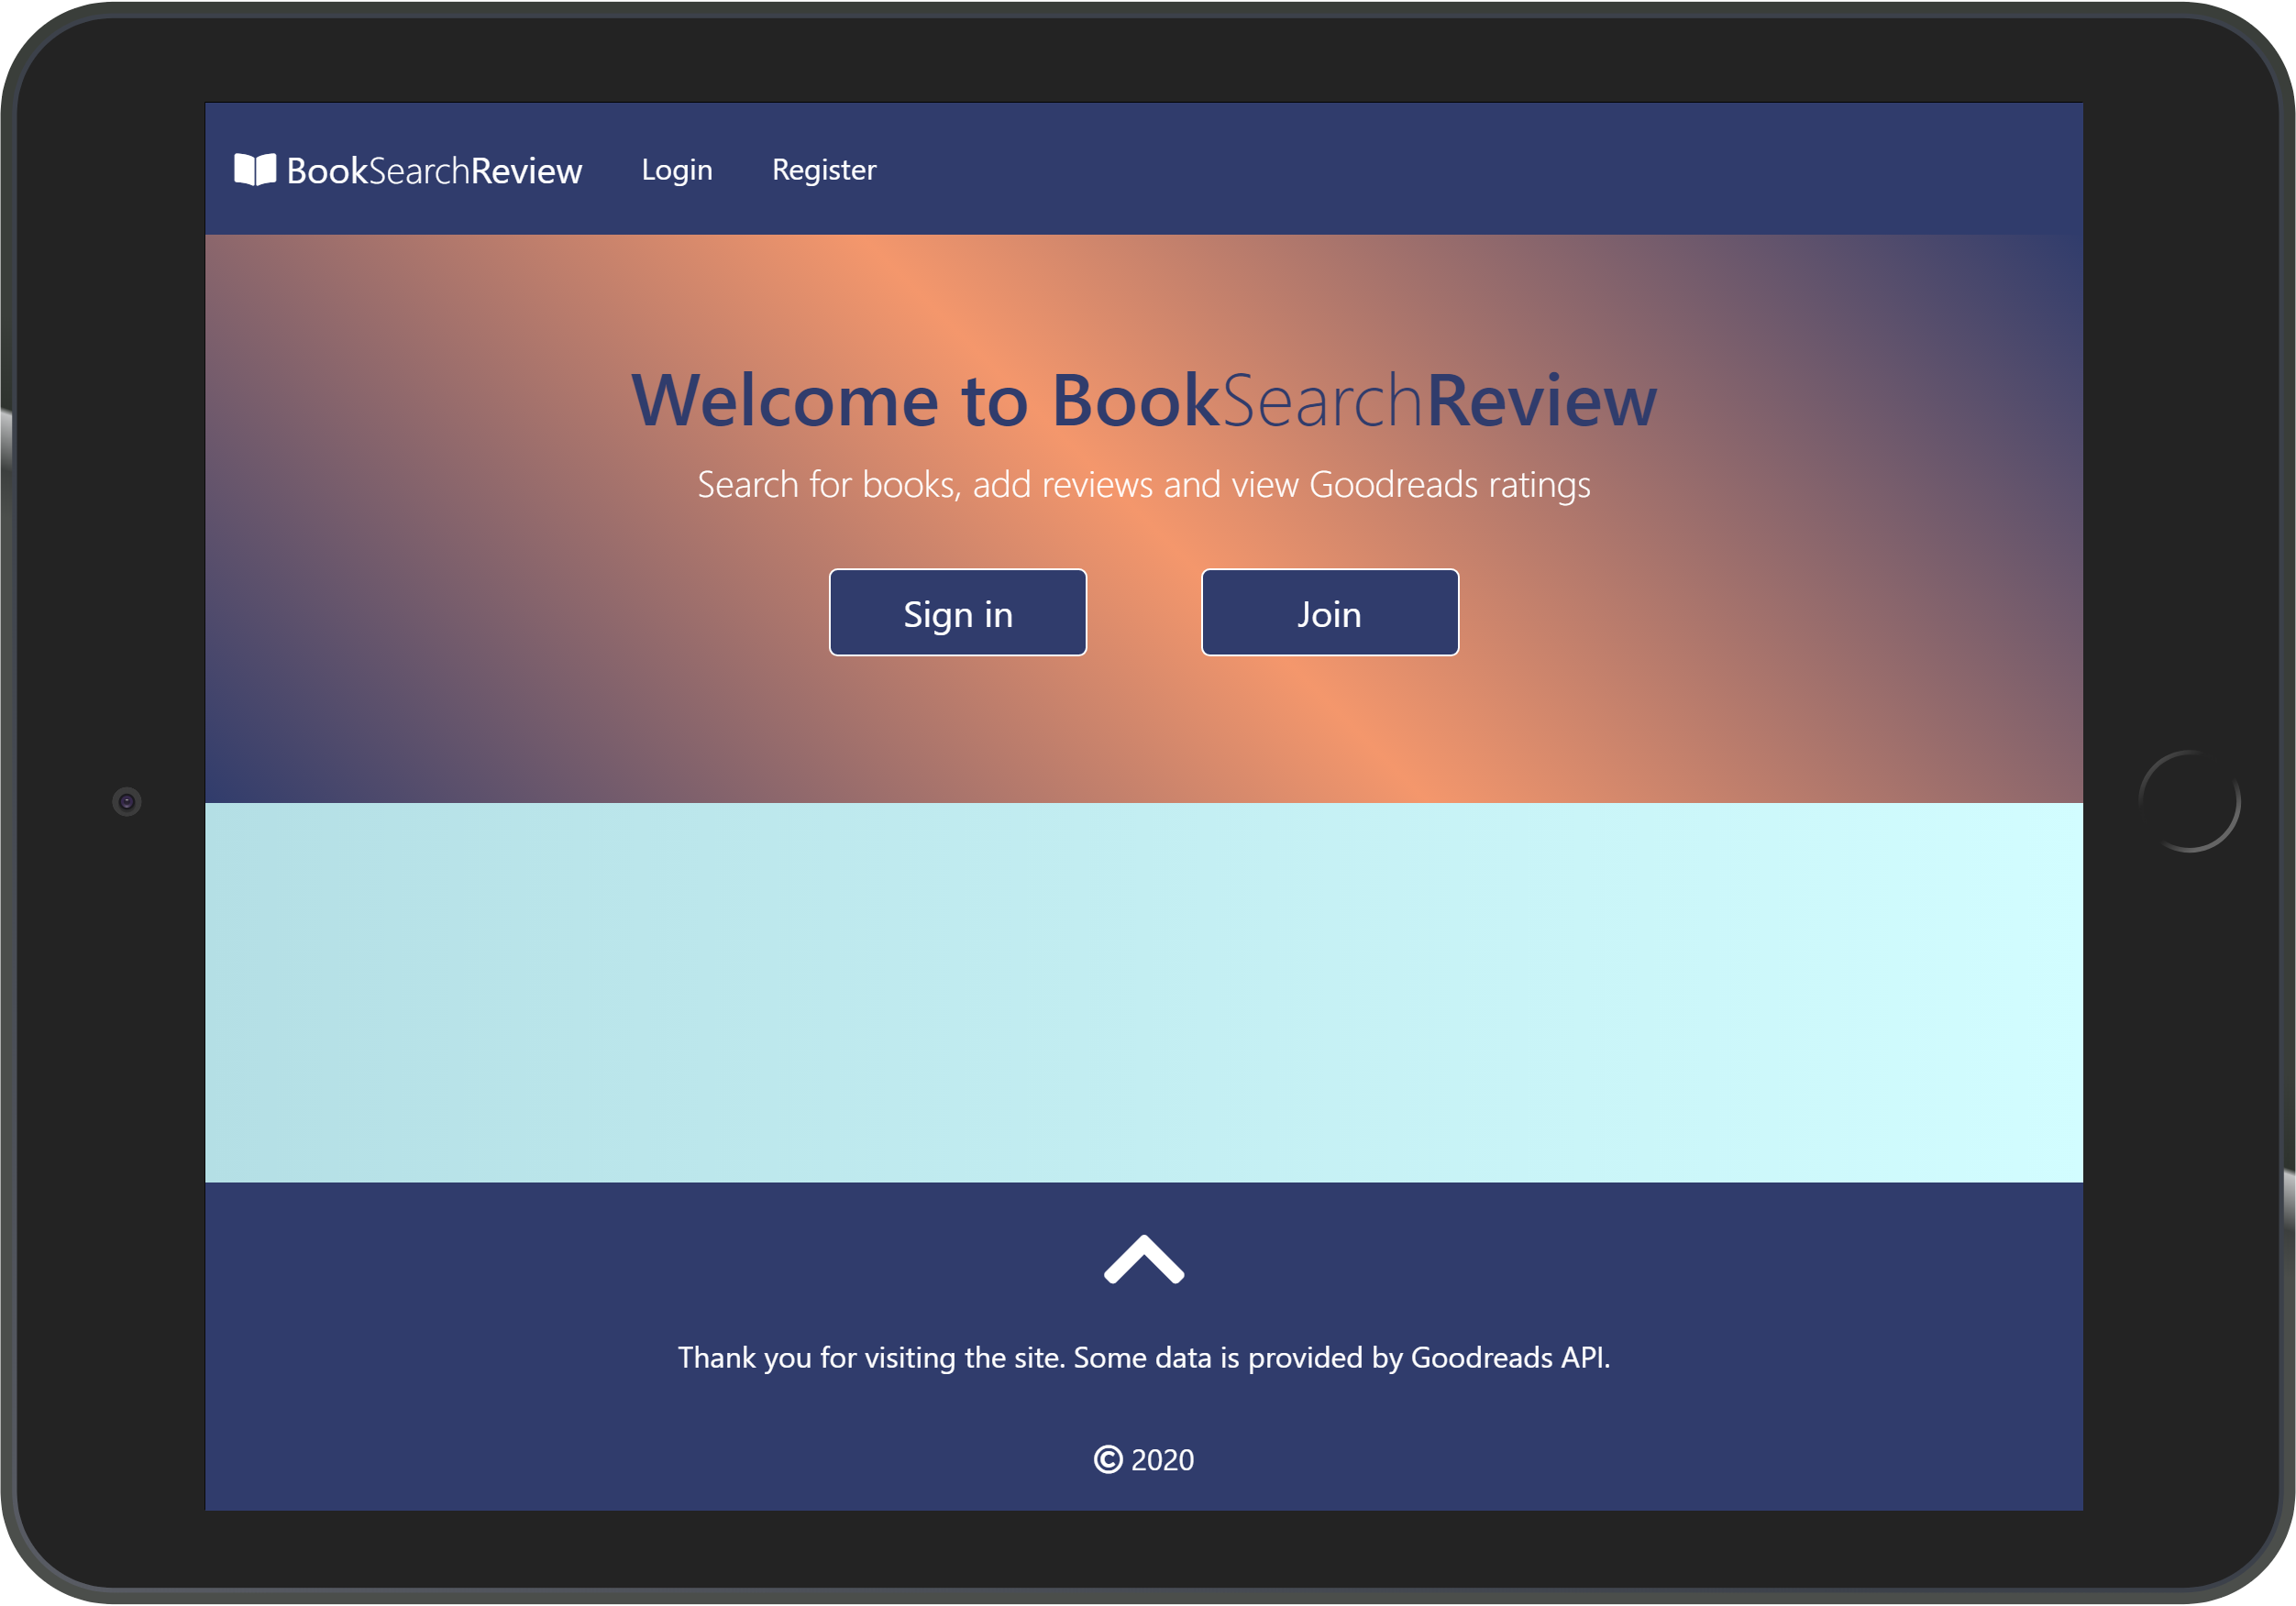 BookSearchReview Login Register
Welcome to BookSearchReview
Search for books, add reviews and view Goodreads ratings
Sign in Join
Thank you for visiting the site. Some data is provided by Goodreads API.
© 2020